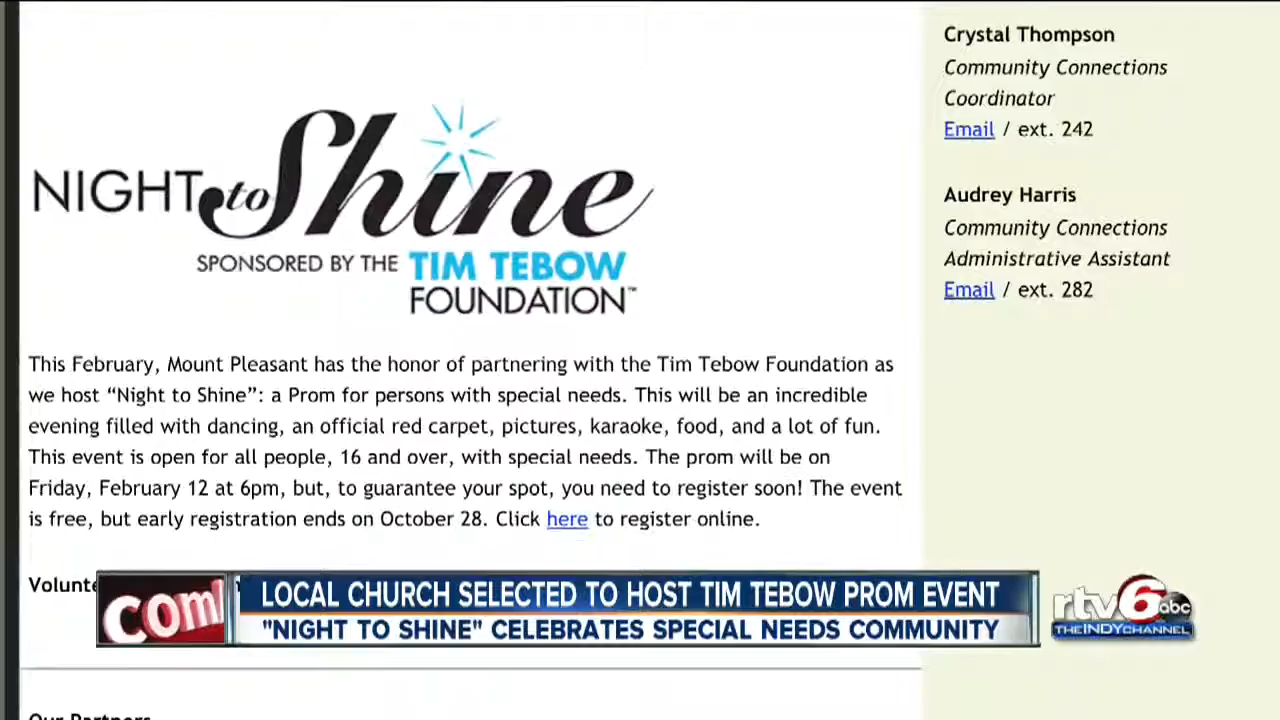 NIGHT to Shine
SPONSORED BY THE TIM TEBOW
FOUNDATION™
This February, Mount Pleasant has the honor of partnering with the Tim Tebow Foundation as
we host “Night to Shine”: a Prom for persons with special needs. This will be an incredible
evening filled with dancing, an official red carpet, pictures, karaoke, food, and a lot of fun.
This event is open for all people, 16 and over, with special needs. The prom will be on
Friday, February 12 at 6pm, but, to guarantee your spot, you need to register soon! The event
is free, but early registration ends on October 28. Click here to register online.
Crystal Thompson
Community Connections
Coordinator
Email / ext. 242
Audrey Harris
Community Connections
Administrative Assistant
Email / ext. 282
LOCAL CHURCH SELECTED TO HOST TIM TEBOW PROM EVENT
"NIGHT TO SHINE" CELEBRATES SPECIAL NEEDS COMMUNITY
rtv6 abc
THEINDYCHANNEL
Our Partners